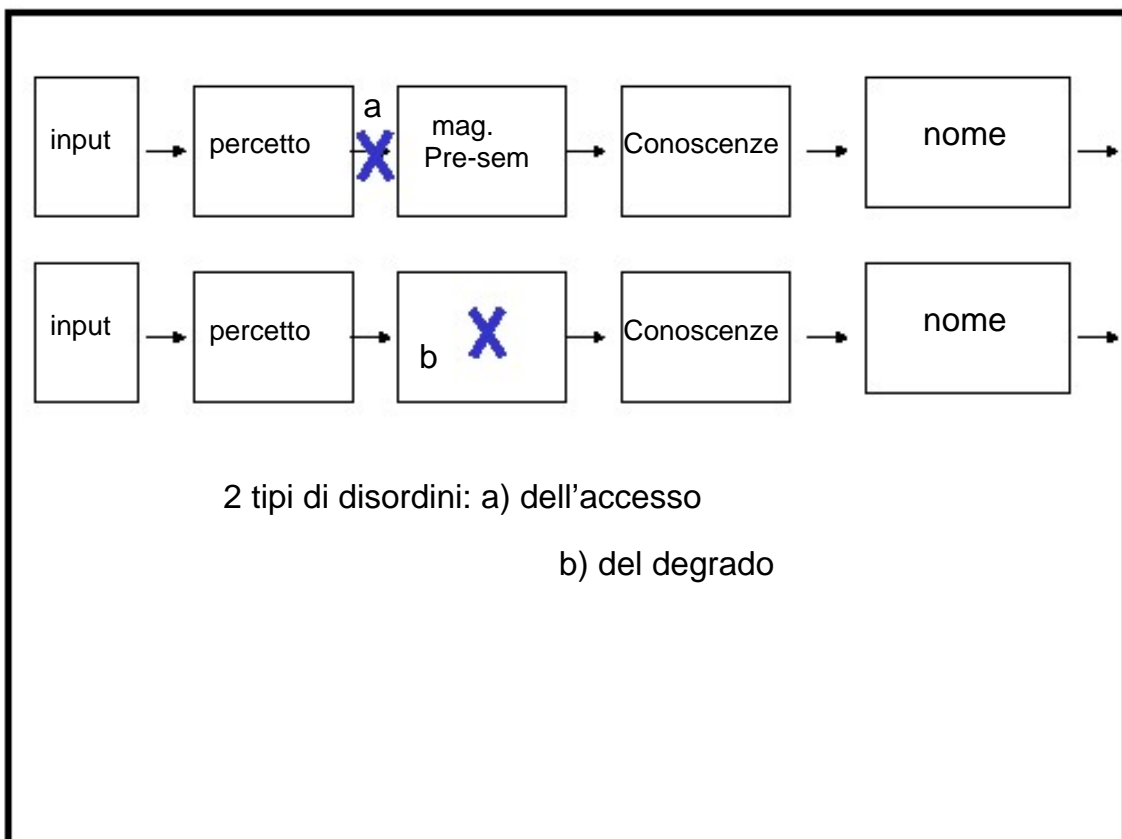 input
percetto
a
mag.
Pre-sem
Conoscenze
nome
input
percetto
b
Conoscenze
nome
2 tipi di disordini: a) dell’accesso
b) del degrado